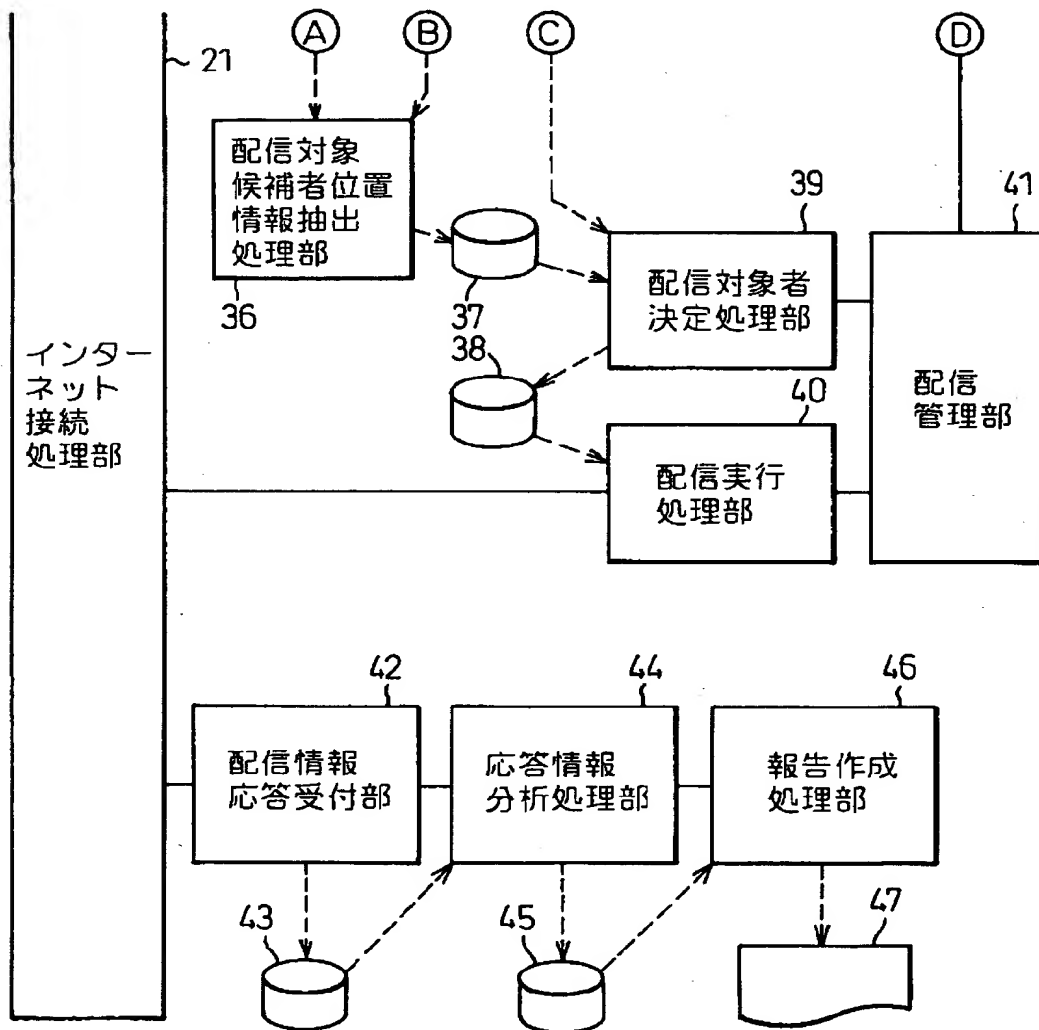 A
B
C
D
21
配信対象
候補者位置
情報抽出
処理部
36
37
38
39
配信対象者
決定処理部
40
配信実行
処理部
41
配信
管理部
インター
ネット
接続
処理部
42
配信情報
応答受付部
43
44
応答情報
分析処理部
45
46
報告作成
処理部
47